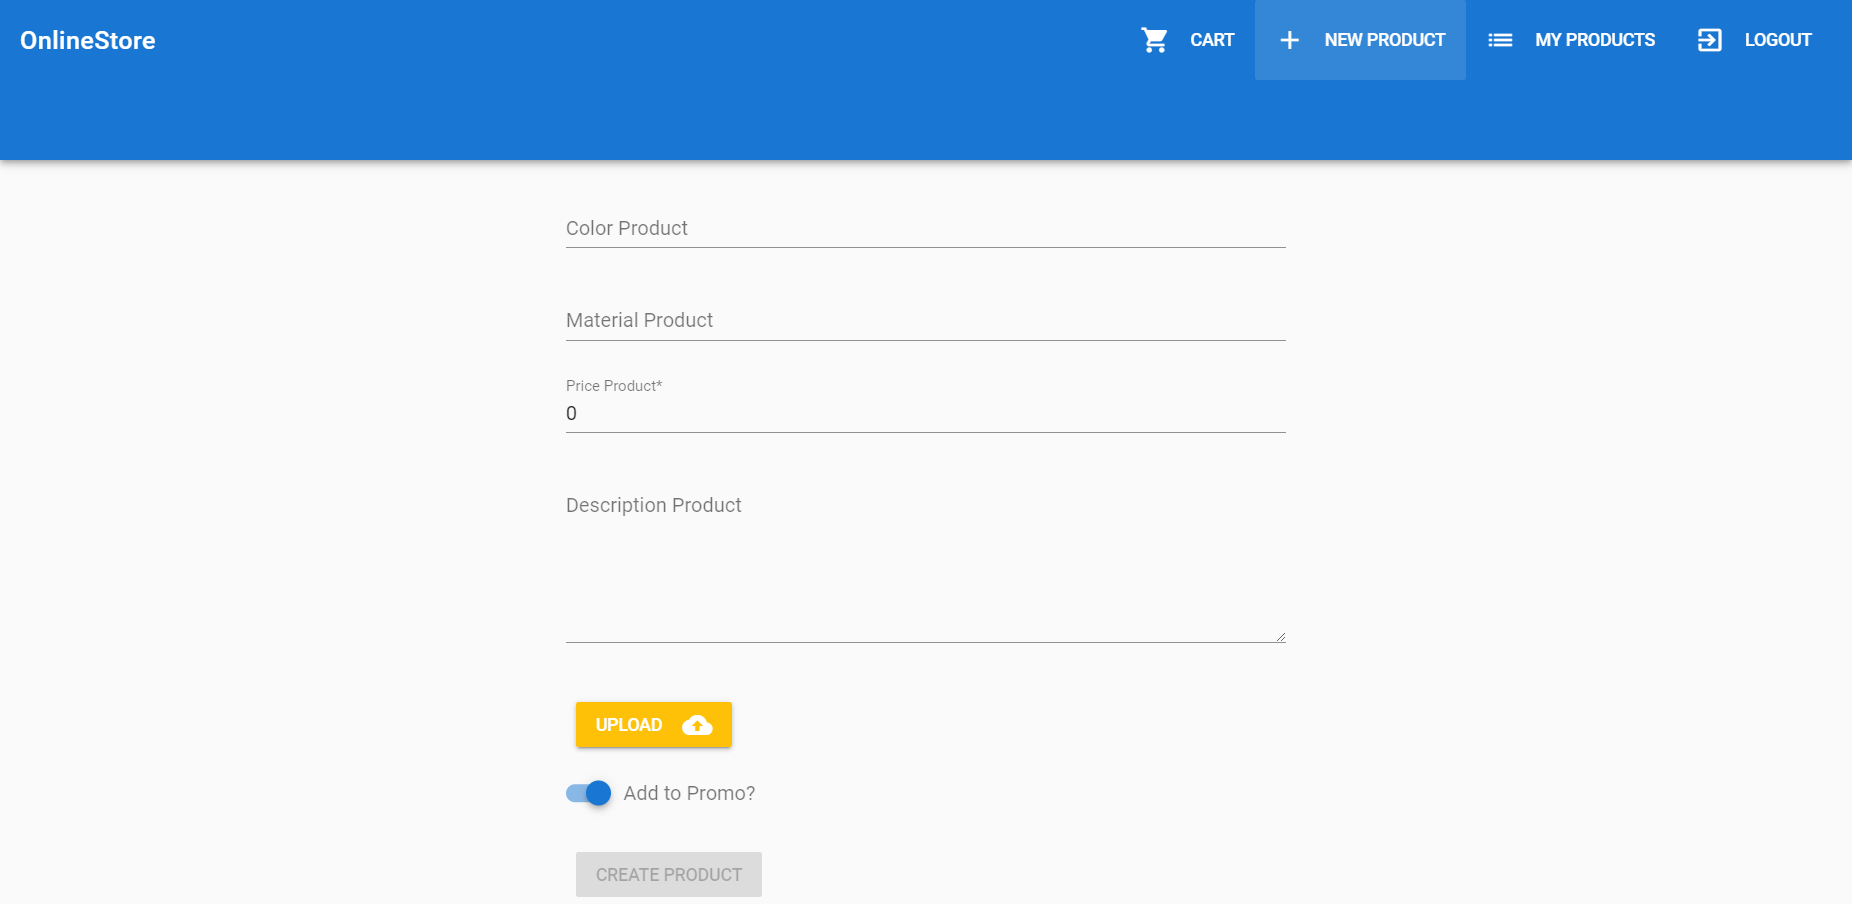 OnlineStore
CART
NEW PRODUCT
MY PRODUCTS
LOGOUT
Color Product
Material Product
Price Product*
0
Description Product
UPLOAD
Add to Promo?
CREATE PRODUCT